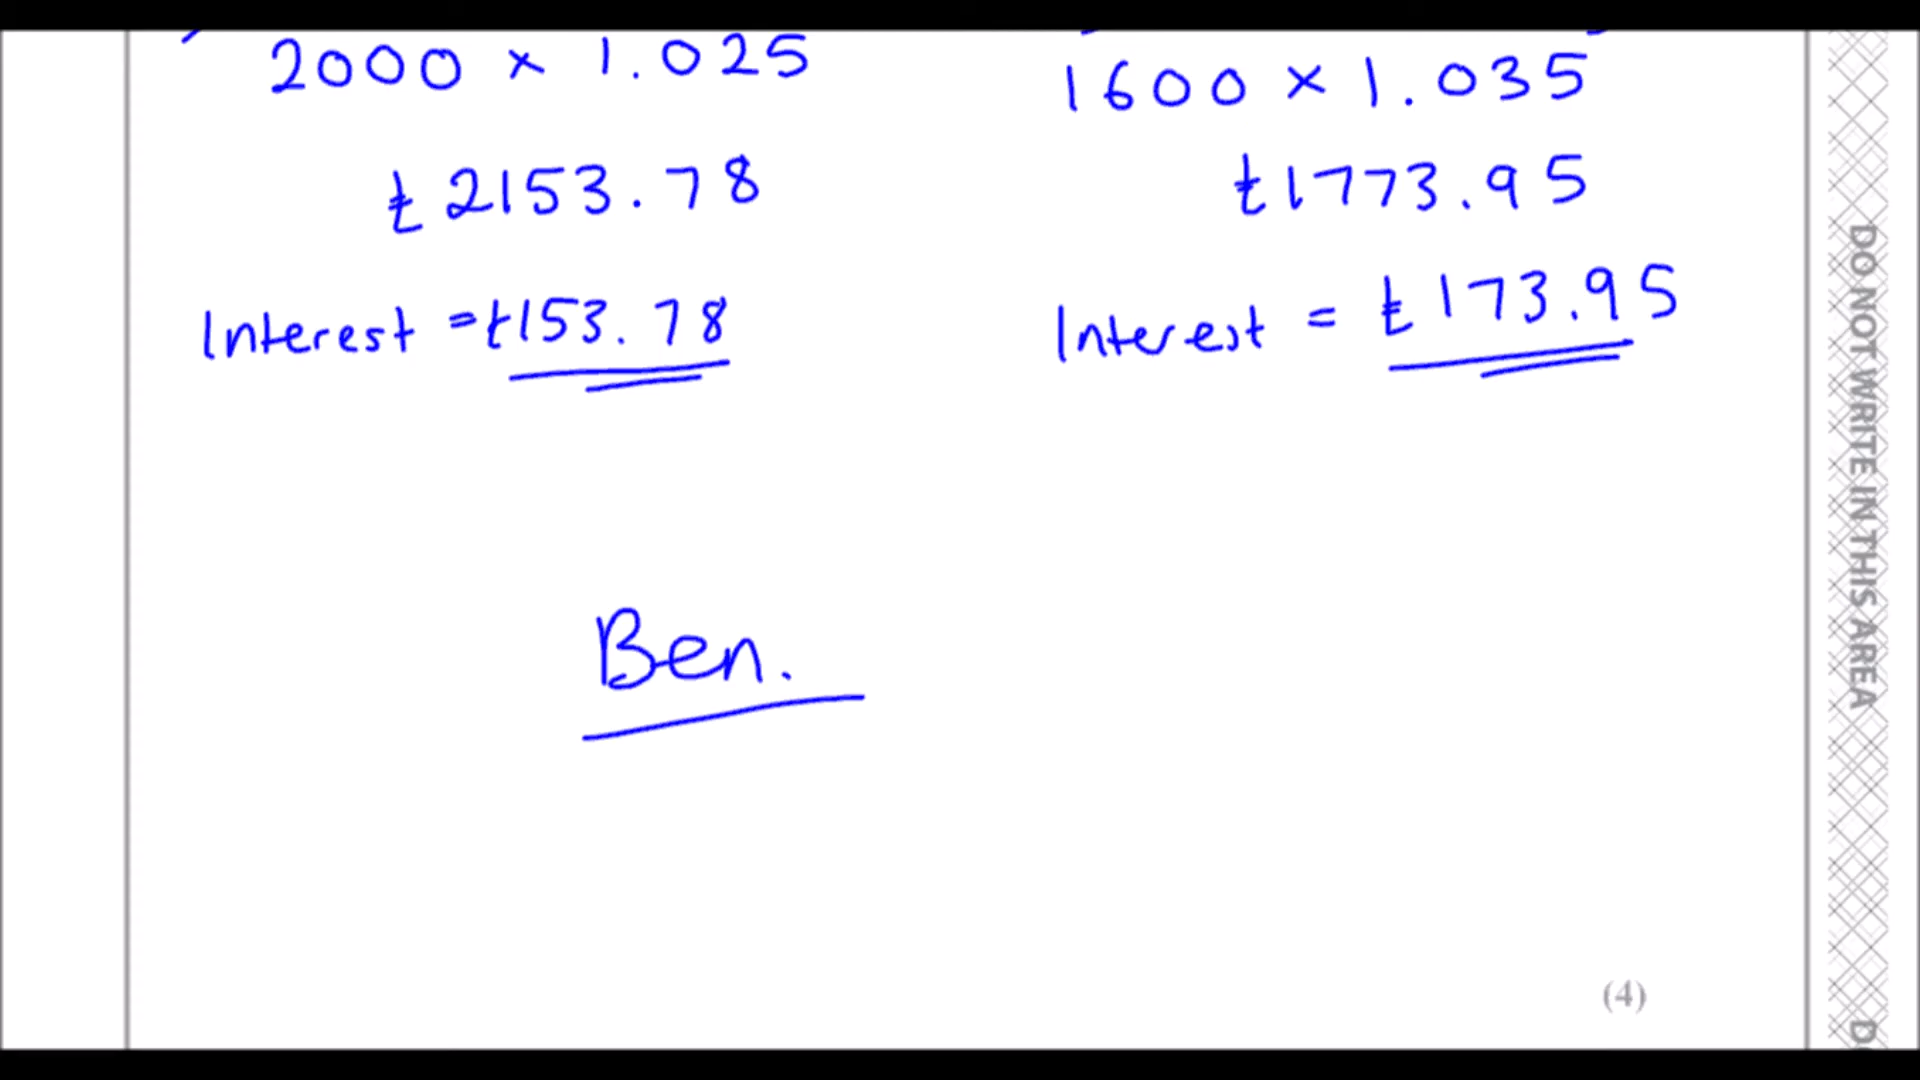 2000 × 1.025
£2153.78
Interest = £153.78
1600 × 1.035
£1773.95
Interest = £173.95
Ben.
(4)
DO NOT WRITE IN THIS AREA